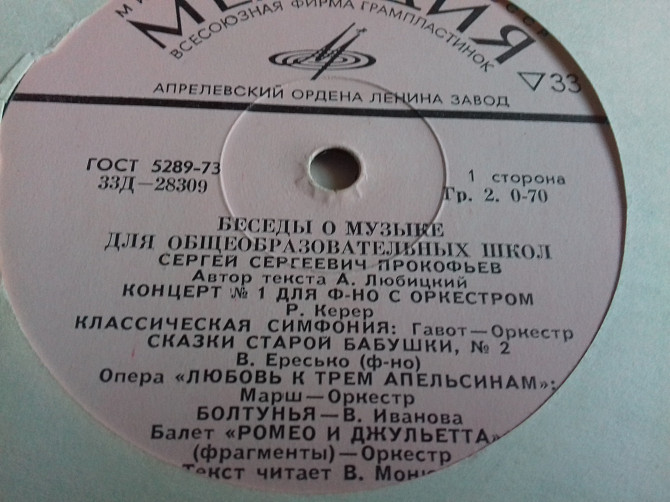 ВСЕСОЮЗНАЯ ФИРМА ГРАМПЛАСТИНОК
АПРЕЛЕВСКИЙ ОРДЕНА ЛЕНИНА ЗАВОД
33
ГОСТ 5289-73
33Д—28309
1 сторона
Гр. 2. 0-70
БЕСЕДЫ О МУЗЫКЕ
ДЛЯ ОБЩЕОБРАЗОВАТЕЛЬНЫХ ШКОЛ
СЕРГЕЙ СЕРГЕЕВИЧ ПРОКОФЬЕВ
Автор текста А. Любицкий
КОНЦЕРТ № 1 ДЛЯ Ф-НО С ОРКЕСТРОМ
Р. Керер
КЛАССИЧЕСКАЯ СИМФОНИЯ: Гавот—Оркестр
СКАЗКИ СТАРОЙ БАБУШКИ, № 2
В. Ересько (ф-но)
Опера «ЛЮБОВЬ К ТРЕМ АПЕЛЬСИНАМ»:
Марш—Оркестр
БОЛТУНЬЯ—В. Иванова
Балет «РОМЕО И ДЖУЛЬЕТТА»
(фрагменты)—Оркестр
Текст читает В.